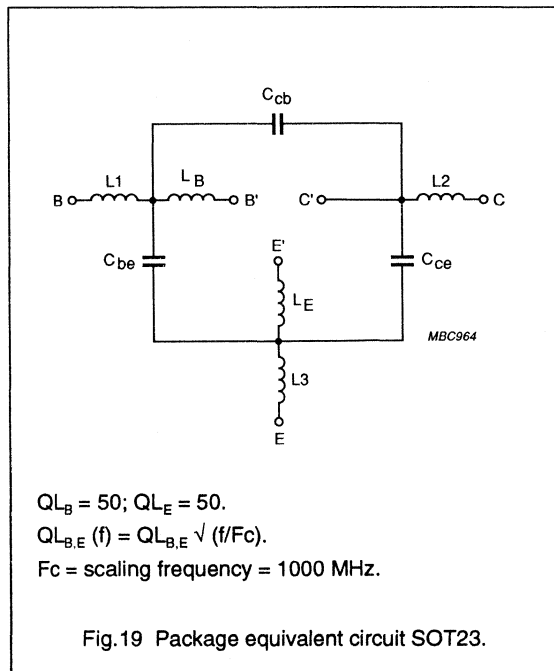 C_cb
L1
L_B
B
B'
C'
L2
C
C_be
E'
C_ce
L_E
MBC964
L3
E
QL_B = 50; QL_E = 50.
QL_B,E (f) = QL_B,E √ (f/Fc).
Fc = scaling frequency = 1000 MHz.
Fig.19 Package equivalent circuit SOT23.